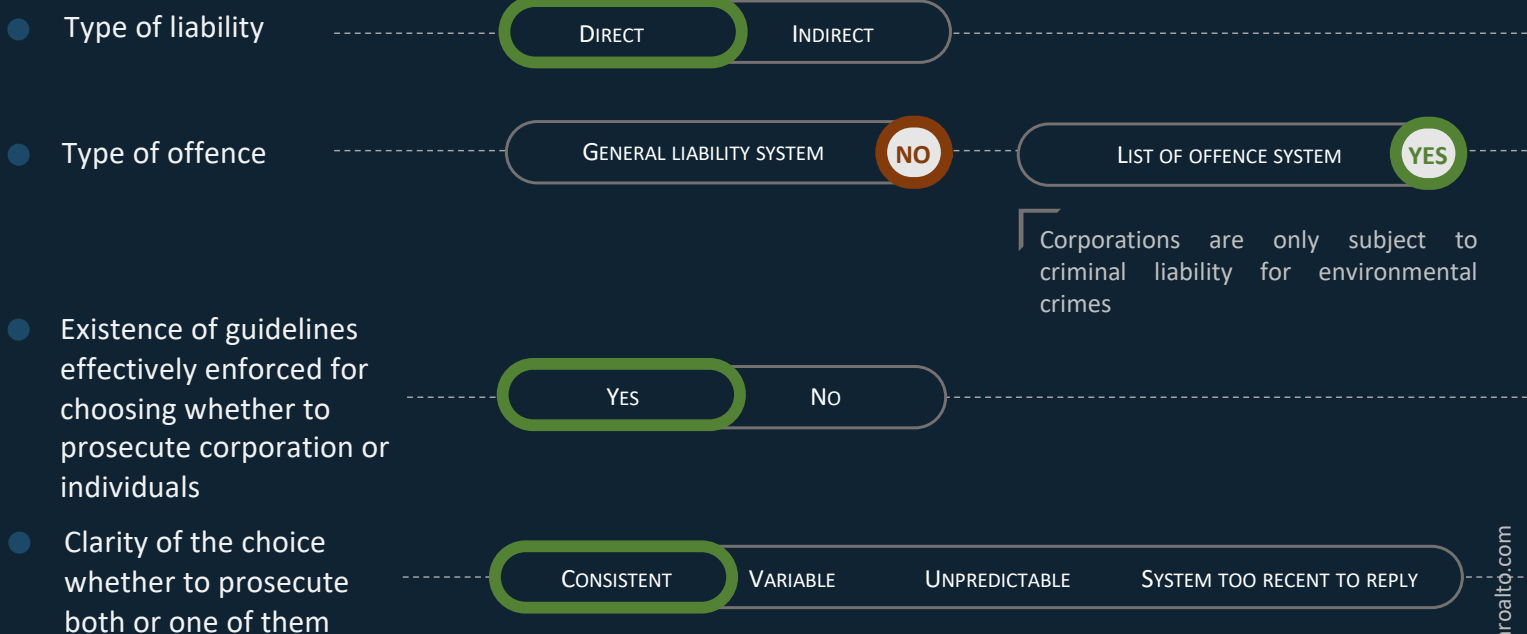 Type of liability
DIRECT INDIRECT
Type of offence
GENERAL LIABILITY SYSTEM NO LIST OF OFFENCE SYSTEM YES
Corporations are only subject to
criminal liability for environmental
crimes
Existence of guidelines
effectively enforced for
choosing whether to
prosecute corporation or
individuals
YES NO
Clarity of the choice
whether to prosecute
both or one of them
CONSISTENT VARIABLE UNPREDICTABLE SYSTEM TOO RECENT TO REPLY
roalto.com